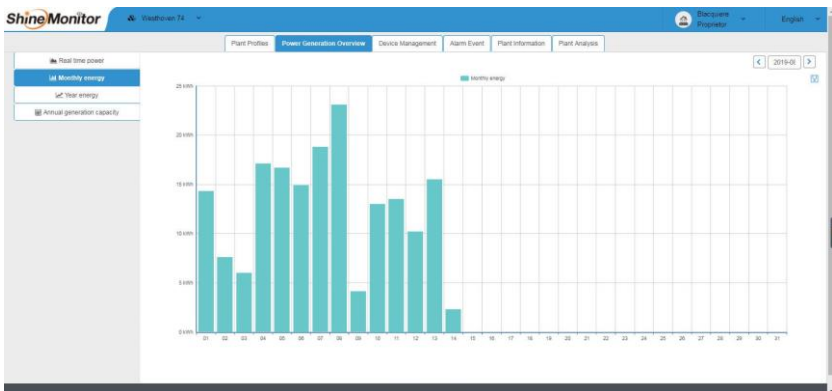 ShineMonitor
Westhoven 74
Blacquiere
Proprietor
English
Plant Profiles
Power Generation Overview
Device Management
Alarm Event
Plant Information
Plant Analysis
Real time power
Monthly energy
Year energy
Annual generation capacity
< 2019-0 >
Monthly energy
25 kWh
20 kWh
15 kWh
10 kWh
5 kWh
0 kWh
01 02 03 04 05 06 07 08 09 10 11 12 13 14 15 16 17 18 19 20 21 22 23 24 25 26 27 28 29 30 31